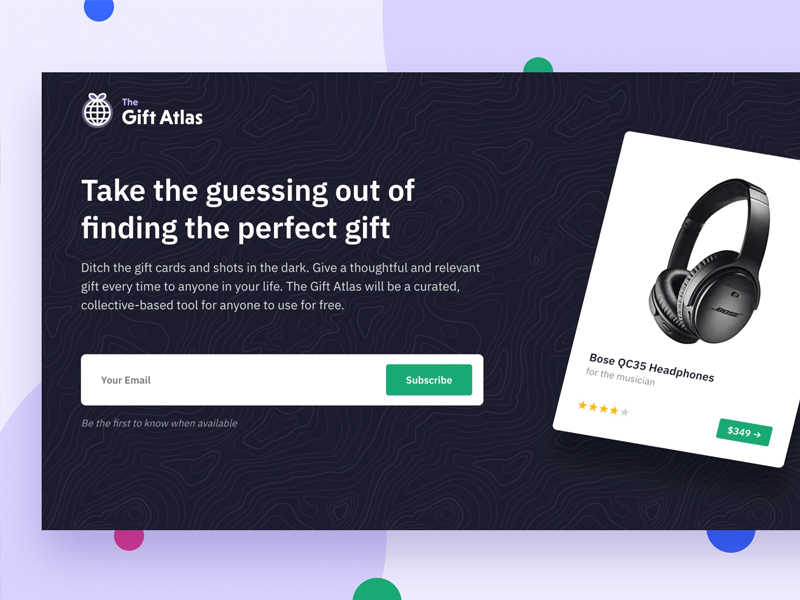 The
Gift Atlas
Take the guessing out of
finding the perfect gift
Ditch the gift cards and shots in the dark. Give a thoughtful and relevant
gift every time to anyone in your life. The Gift Atlas will be a curated,
collective-based tool for anyone to use for free.
Your Email
Subscribe
Be the first to know when available
BOSE
Bose QC35 Headphones
for the musician
$349 →